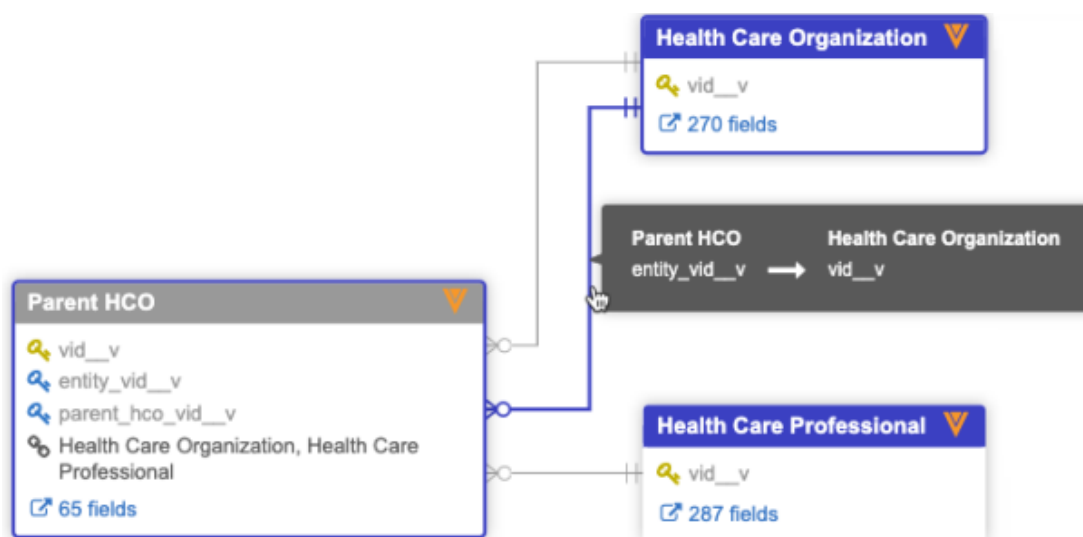 Health Care Organization
vid__v
270 fields
Parent HCO Health Care Organization
entity_vid__v vid__v
Parent HCO
vid__v
entity_vid__v
parent_hco_vid__v
Health Care Organization, Health Care
Professional
65 fields
Health Care Professional
vid__v
287 fields